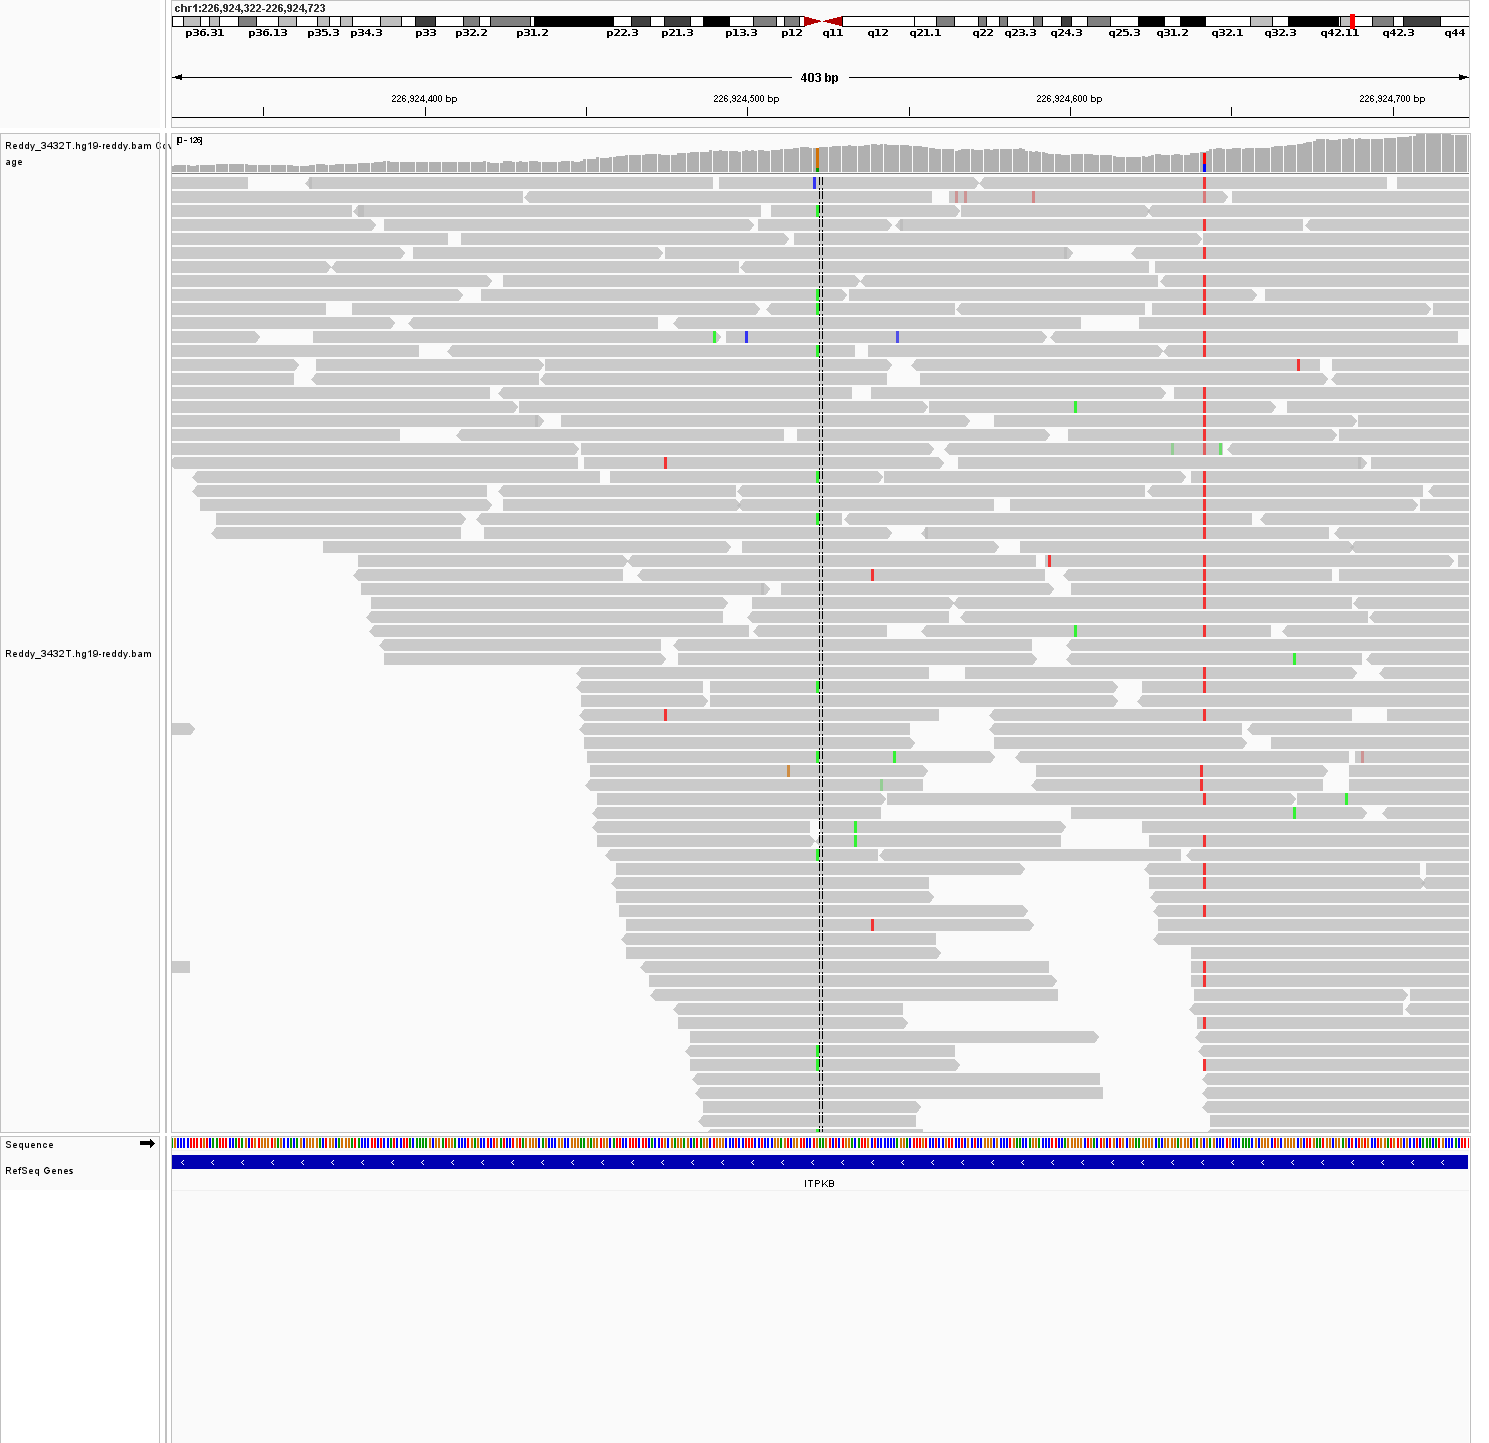 chr1:226,924,322-226,924,723
p36.31 p36.13 p35.3 p34.3 p33 p32.2 p31.2 p22.3 p21.3 p13.3 p12 q11 q12 q21.1 q22 q23.3 q24.3 q25.3 q31.2 q32.1 q32.3 q42.11 q42.3 q44
403 bp
226,924,400 bp 226,924,500 bp 226,924,600 bp 226,924,700 bp
[0 - 126]
Reddy_3432T.hg19-reddy.bam Cov
age
Reddy_3432T.hg19-reddy.bam
Sequence
RefSeq Genes
ITPKB